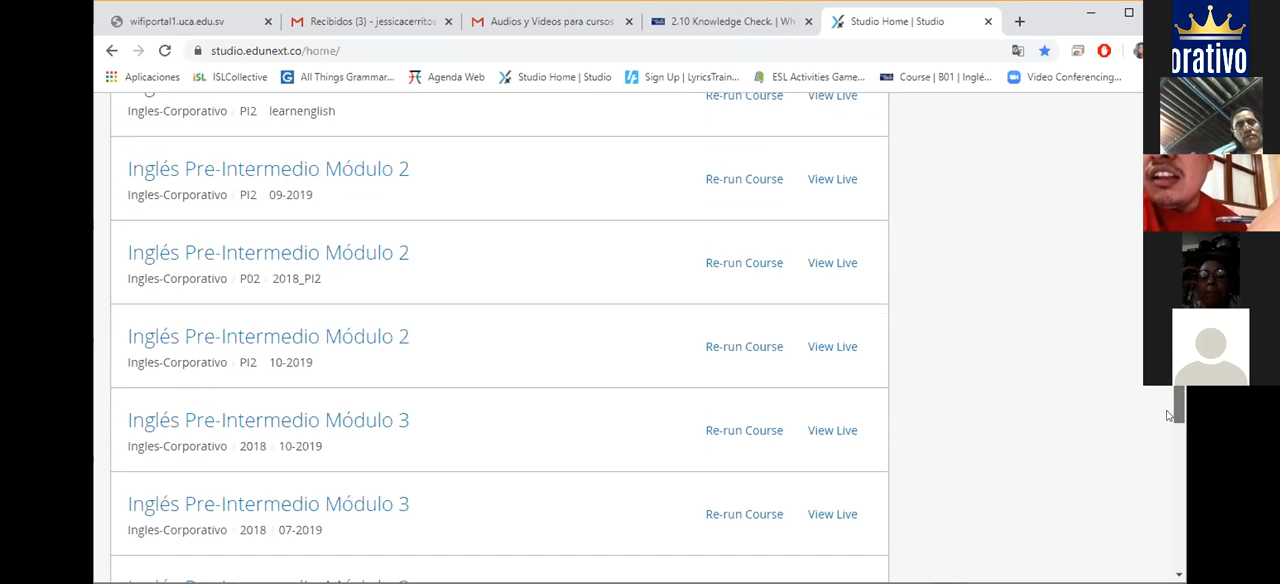 wifiportal1.uca.edu.sv
Recibidos (3) - jessicacerritos
Audios y Videos para cursos
2.10 Knowledge Check. | Wh
Studio Home | Studio
studio.edunext.co/home/
Aplicaciones
iSL ISLCollective
All Things Grammar...
Agenda Web
Studio Home | Studio
Sign Up | LyricsTrain...
ESL Activities Game...
Course | B01 | Inglé...
Video Conferencing...
orativo
Re-run Course View Live
Ingles-Corporativo / PI2 learnenglish
Inglés Pre-Intermedio Módulo 2
Re-run Course View Live
Ingles-Corporativo / PI2 09-2019
Inglés Pre-Intermedio Módulo 2
Re-run Course View Live
Ingles-Corporativo / P02 / 2018_PI2
Inglés Pre-Intermedio Módulo 2
Re-run Course View Live
Ingles-Corporativo / PI2 10-2019
Inglés Pre-Intermedio Módulo 3
Re-run Course View Live
Ingles-Corporativo / 2018 / 10-2019
Inglés Pre-Intermedio Módulo 3
Re-run Course View Live
Ingles-Corporativo / 2018 / 07-2019